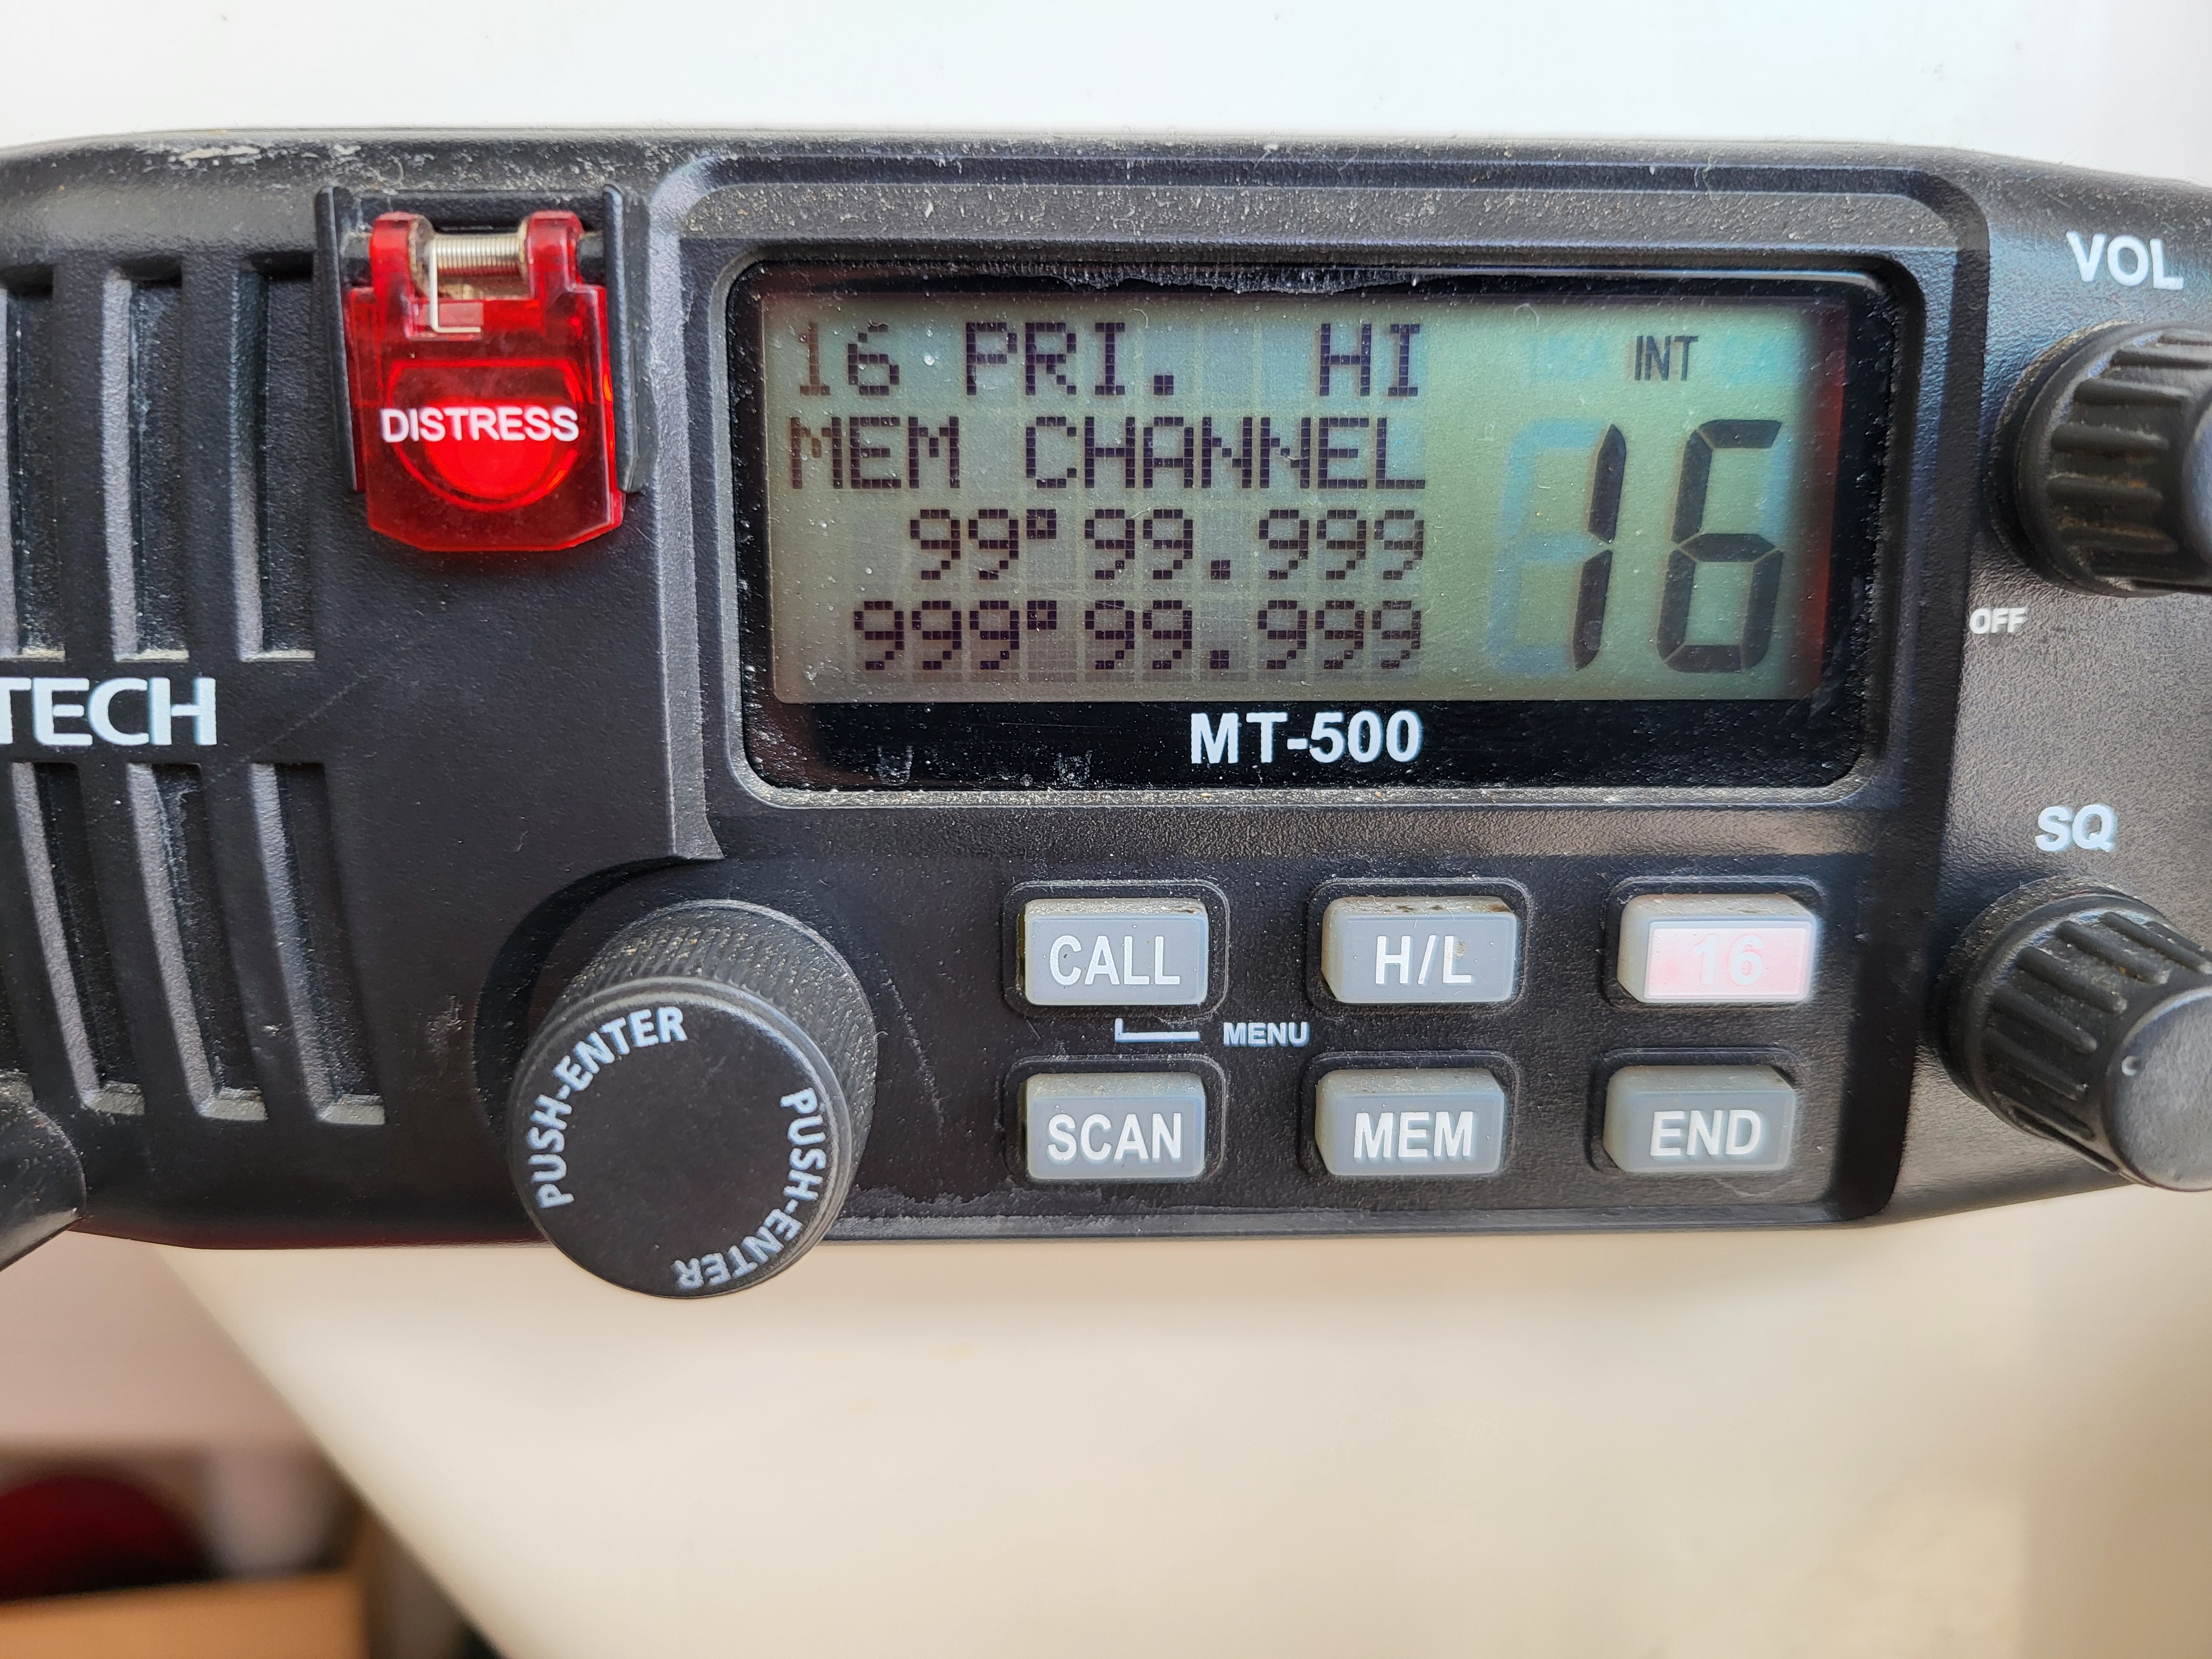 DISTRESS
VOL
16 PRI. HI
INT
MEM CHANNEL
99°99.999
999°99.999
16
OFF
TECH
MT-500
SQ
CALL
H/L
16
MENU
SCAN
MEM
END
PUSH-ENTER
PUSH-ENTER